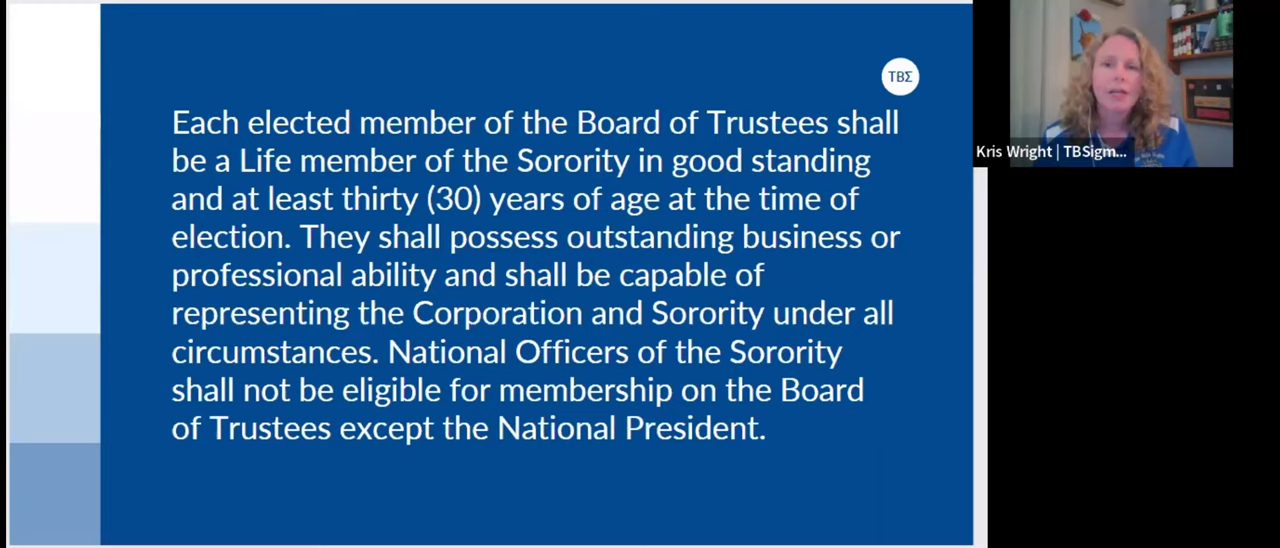 ΤΒΣ
Each elected member of the Board of Trustees shall
be a Life member of the Sorority in good standing
and at least thirty (30) years of age at the time of
election. They shall possess outstanding business or
professional ability and shall be capable of
representing the Corporation and Sorority under all
circumstances. National Officers of the Sorority
shall not be eligible for membership on the Board
of Trustees except the National President.
Kris Wright | TBSigm...